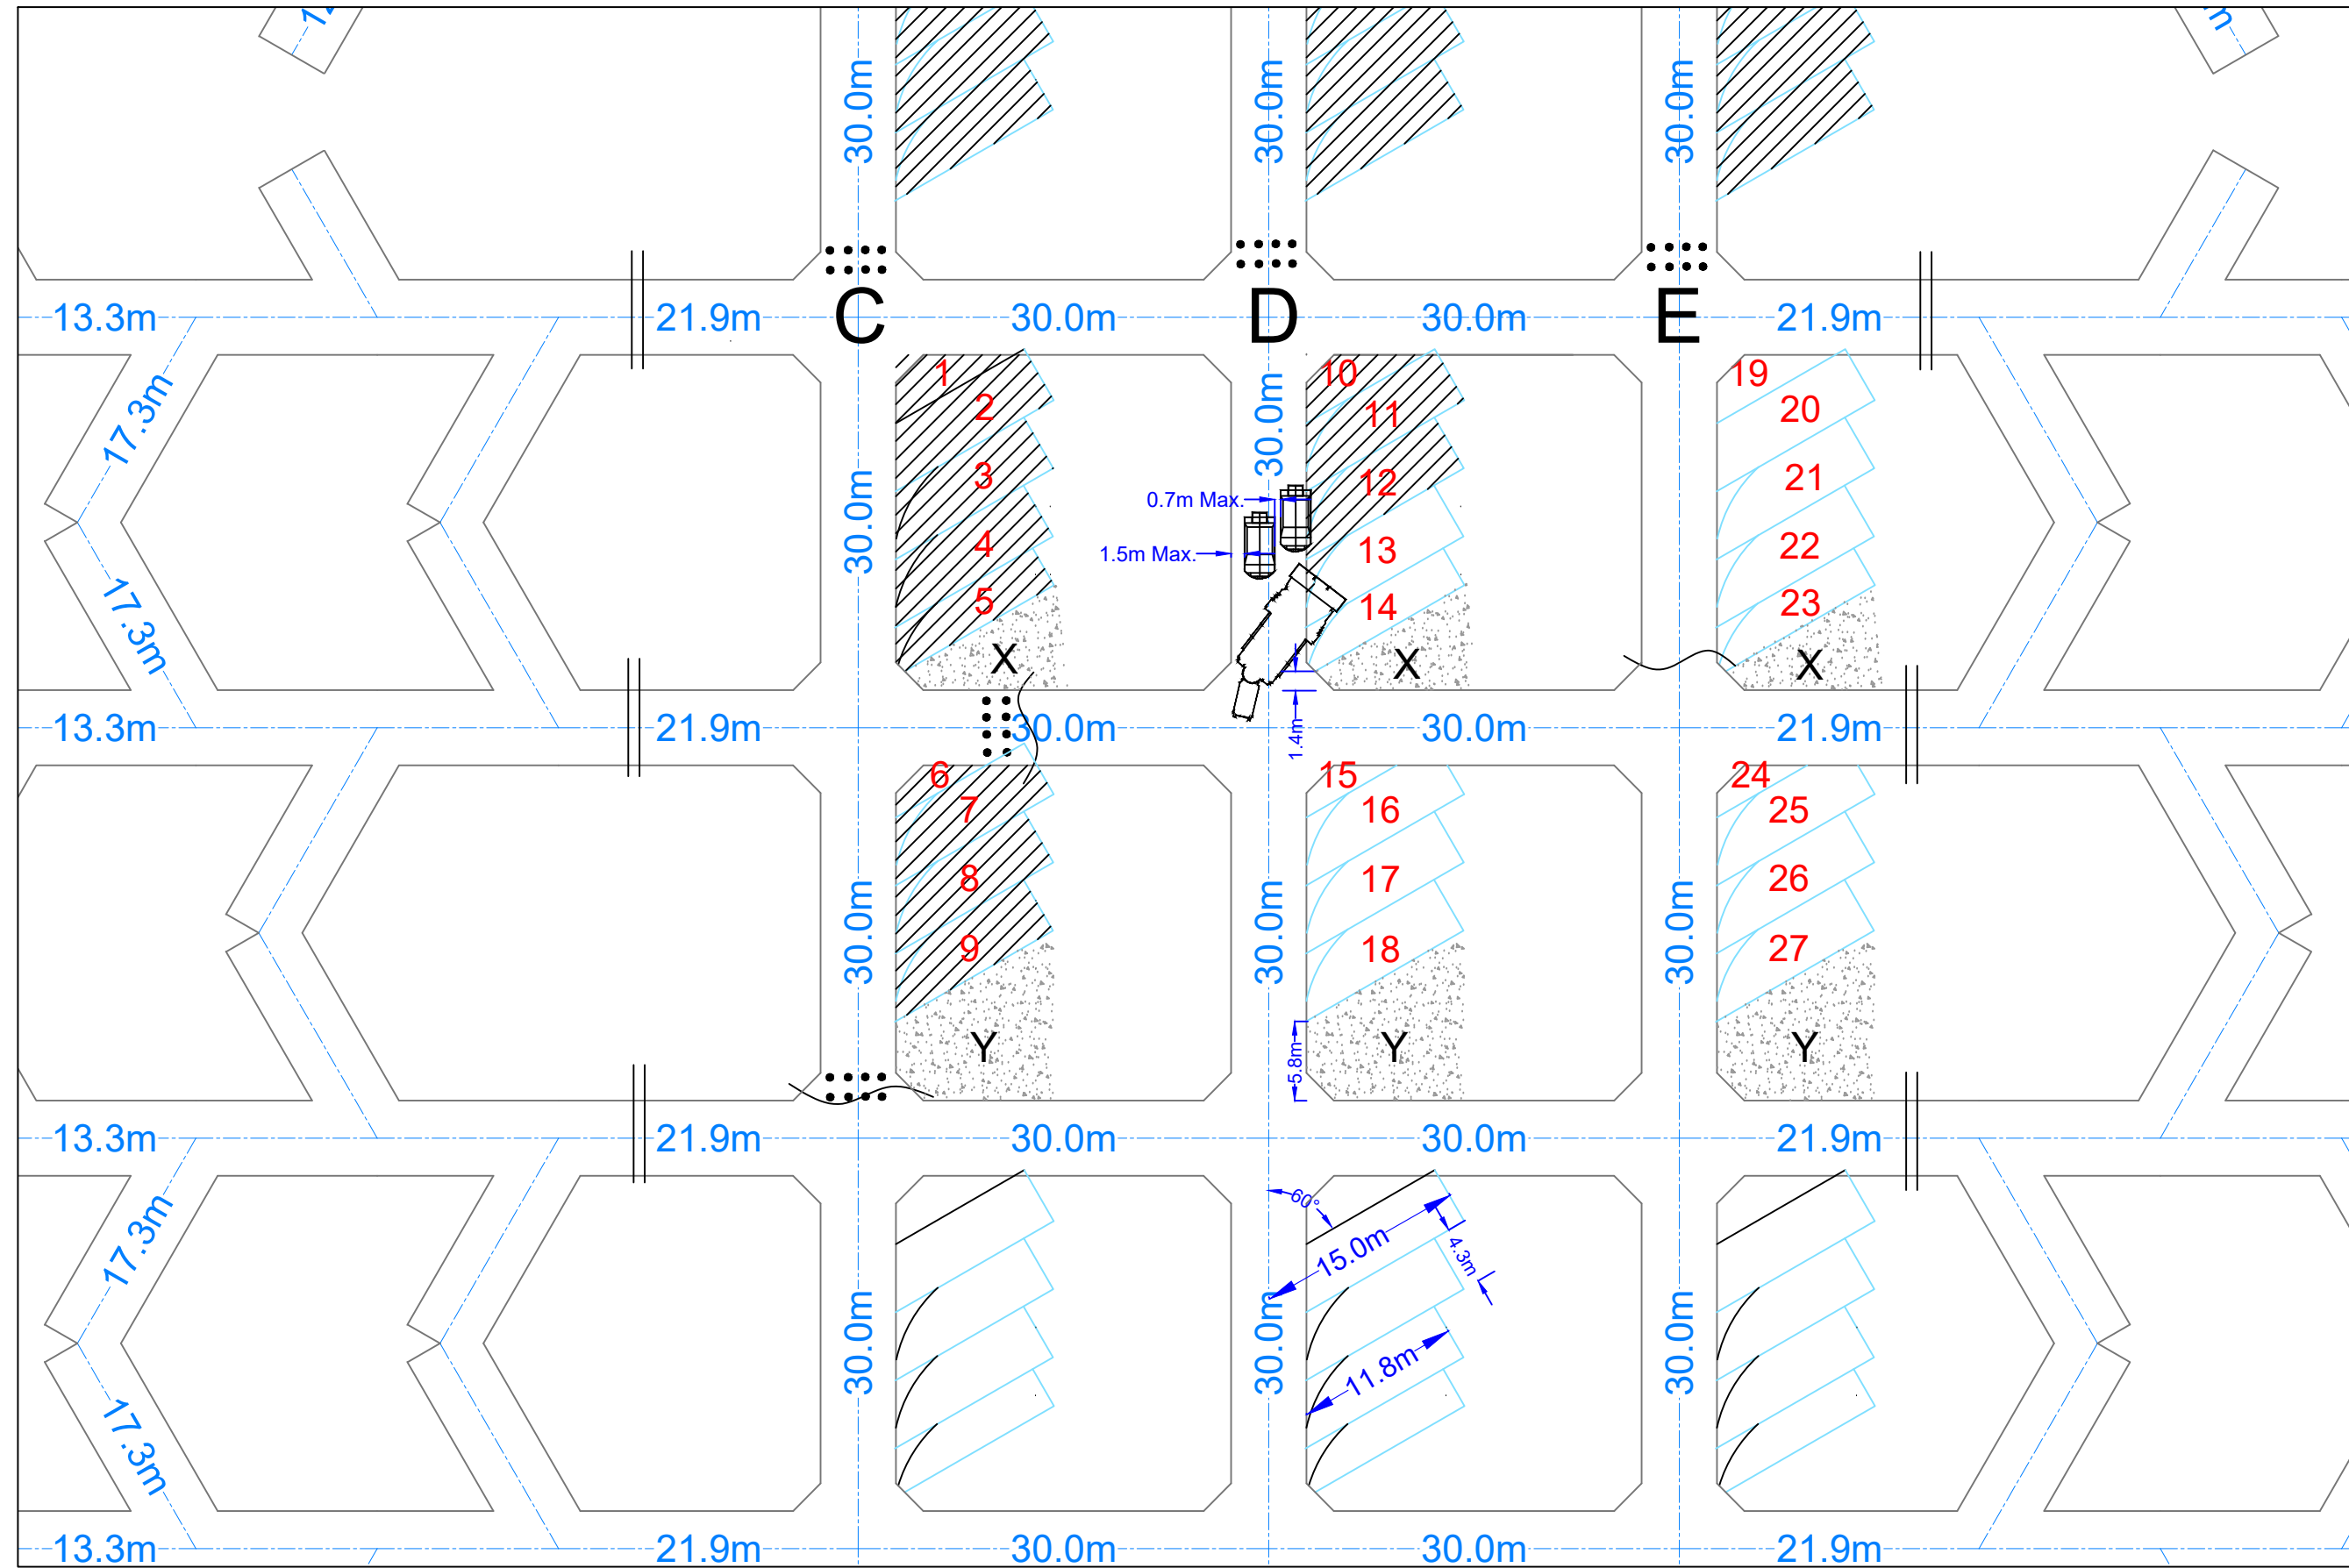 30.0m 30.0m 30.0m
C D E
13.3m 21.9m 30.0m 30.0m 21.9m
1 10 19
2 11 20
17.3m 30.0m 30.0m
3 12 21
0.7m Max.
4 13 22
1.5m Max.
5 14 23
17.3m
X X X
13.3m 21.9m 30.0m 30.0m 21.9m
1.4m
6 15 24
7 16 25
8 17 26
30.0m 30.0m 30.0m
9 18 27
Y Y Y
5.8m
13.3m 21.9m 30.0m 30.0m 21.9m
60°
17.3m 15.0m 4.3m
30.0m 30.0m 30.0m
11.8m
17.3m
13.3m 21.9m 30.0m 30.0m 21.9m